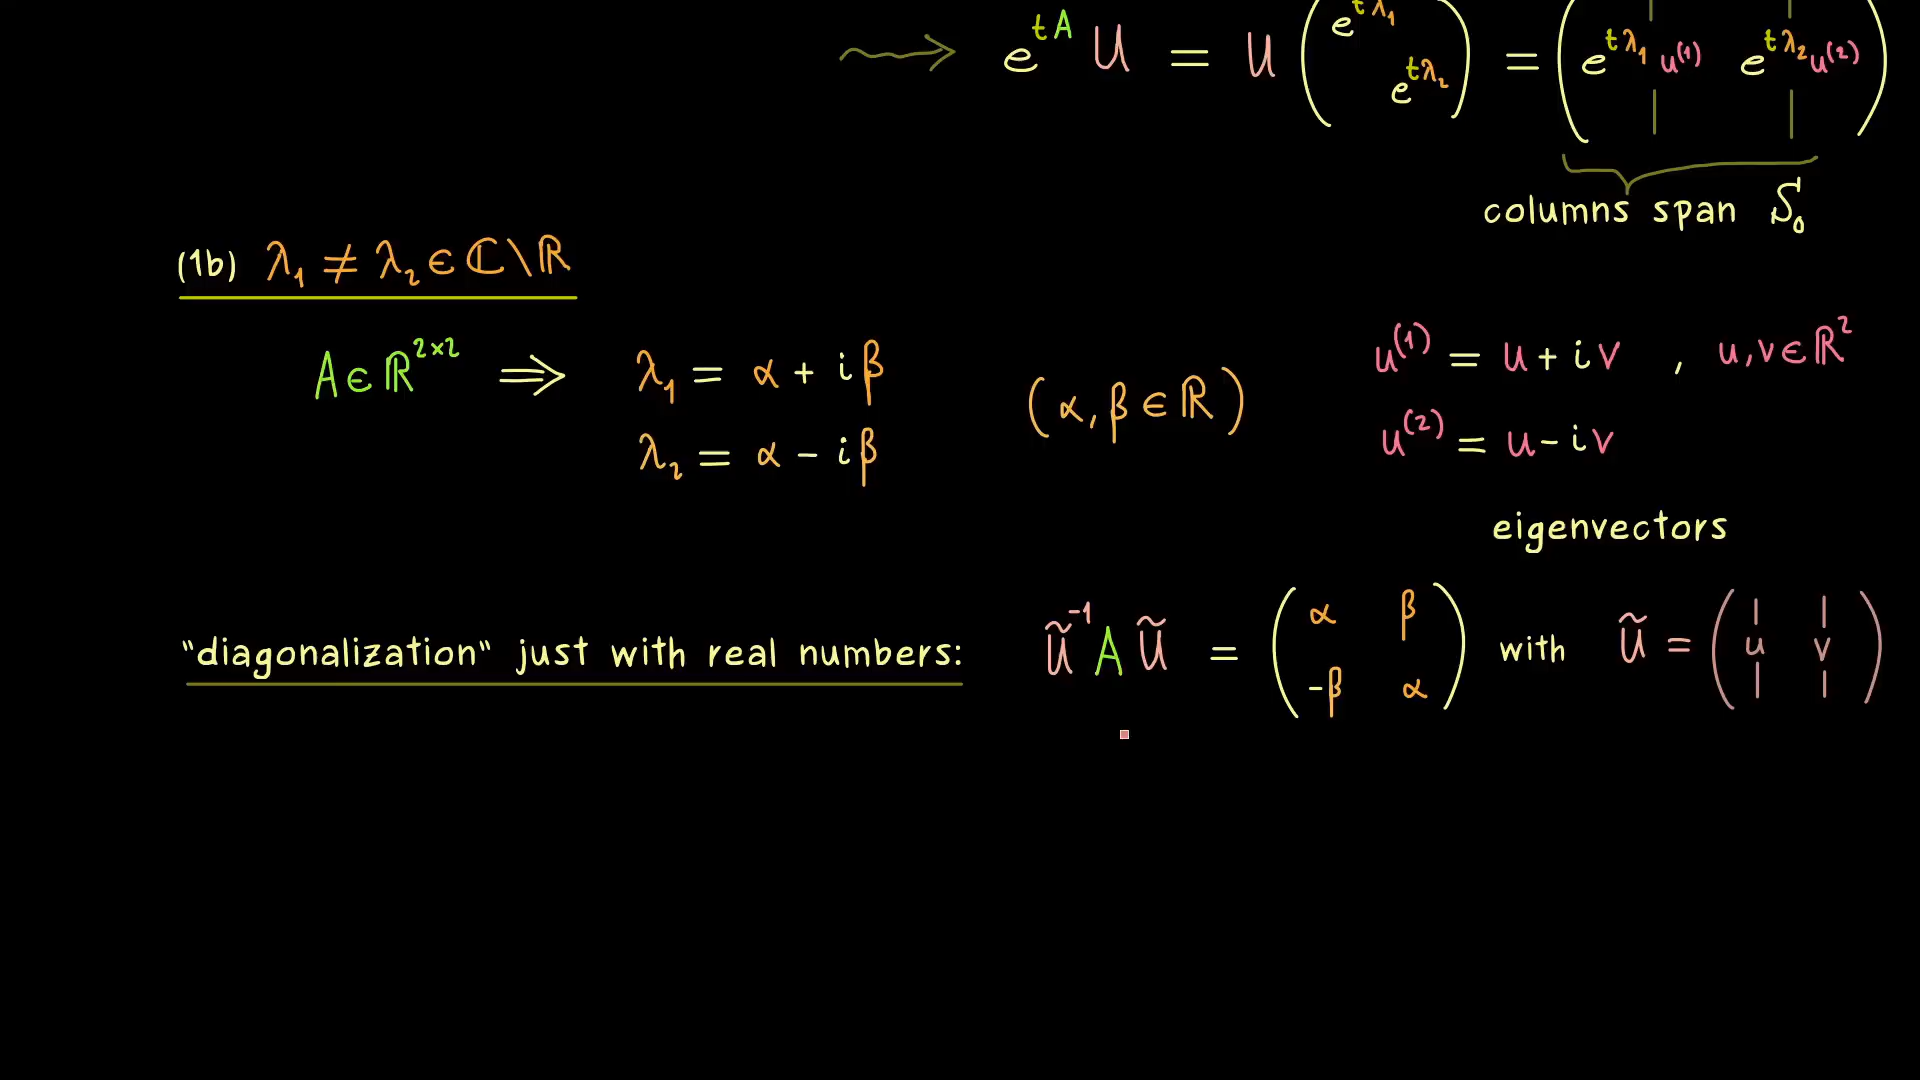 e^{tA} U = U ( e^{tλ₁} e^{tλ₂} ) = ( e^{tλ₁} u^{(1)} e^{tλ₂} u^{(2)} )
columns span S₀
(1b) λ₁ ≠ λ₂ ∈ ℂ \ ℝ
A ∈ ℝ^{2×2} ⟹ λ₁ = α + iβ
λ₂ = α - iβ
(α, β ∈ ℝ)
u^{(1)} = u + iv , u, v ∈ ℝ²
u^{(2)} = u - iv
eigenvectors
"diagonalization" just with real numbers: Ũ^{-1} A Ũ = ( α β ; -β α ) with Ũ = ( u v )